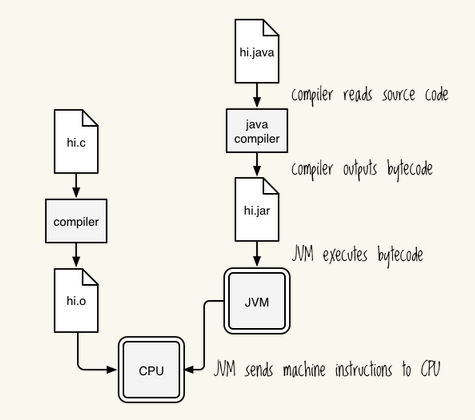 hi.java
compiler reads source code
java
compiler
hi.c
compiler outputs bytecode
hi.jar
compiler
JVM executes bytecode
hi.o
JVM
CPU
JVM sends machine instructions to CPU